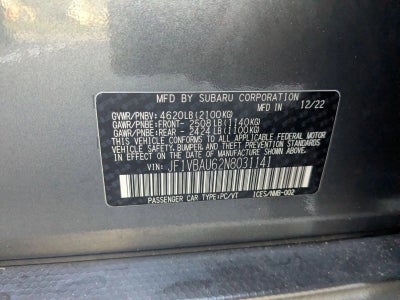 MFD BY SUBARU CORPORATION
MFD IN 12/22
GVWR/PNBV: 4620LB(2100KG)
GAWR/PNBE:FRONT- 2508LB(1140KG)
GAWR/PNBE:REAR - 2424LB(1100KG)
THIS VEHICLE CONFORMS TO ALL APPLICABLE FEDERAL MOTOR
VEHICLE SAFETY, BUMPER AND THEFT PREVENTION STANDARDS
IN EFFECT ON THE DATE OF MANUFACTURE SHOWN ABOVE.
VIN: JF1VBAU62N8031141
PASSENGER CAR TYPE:PC/VT ICES/NMB-002